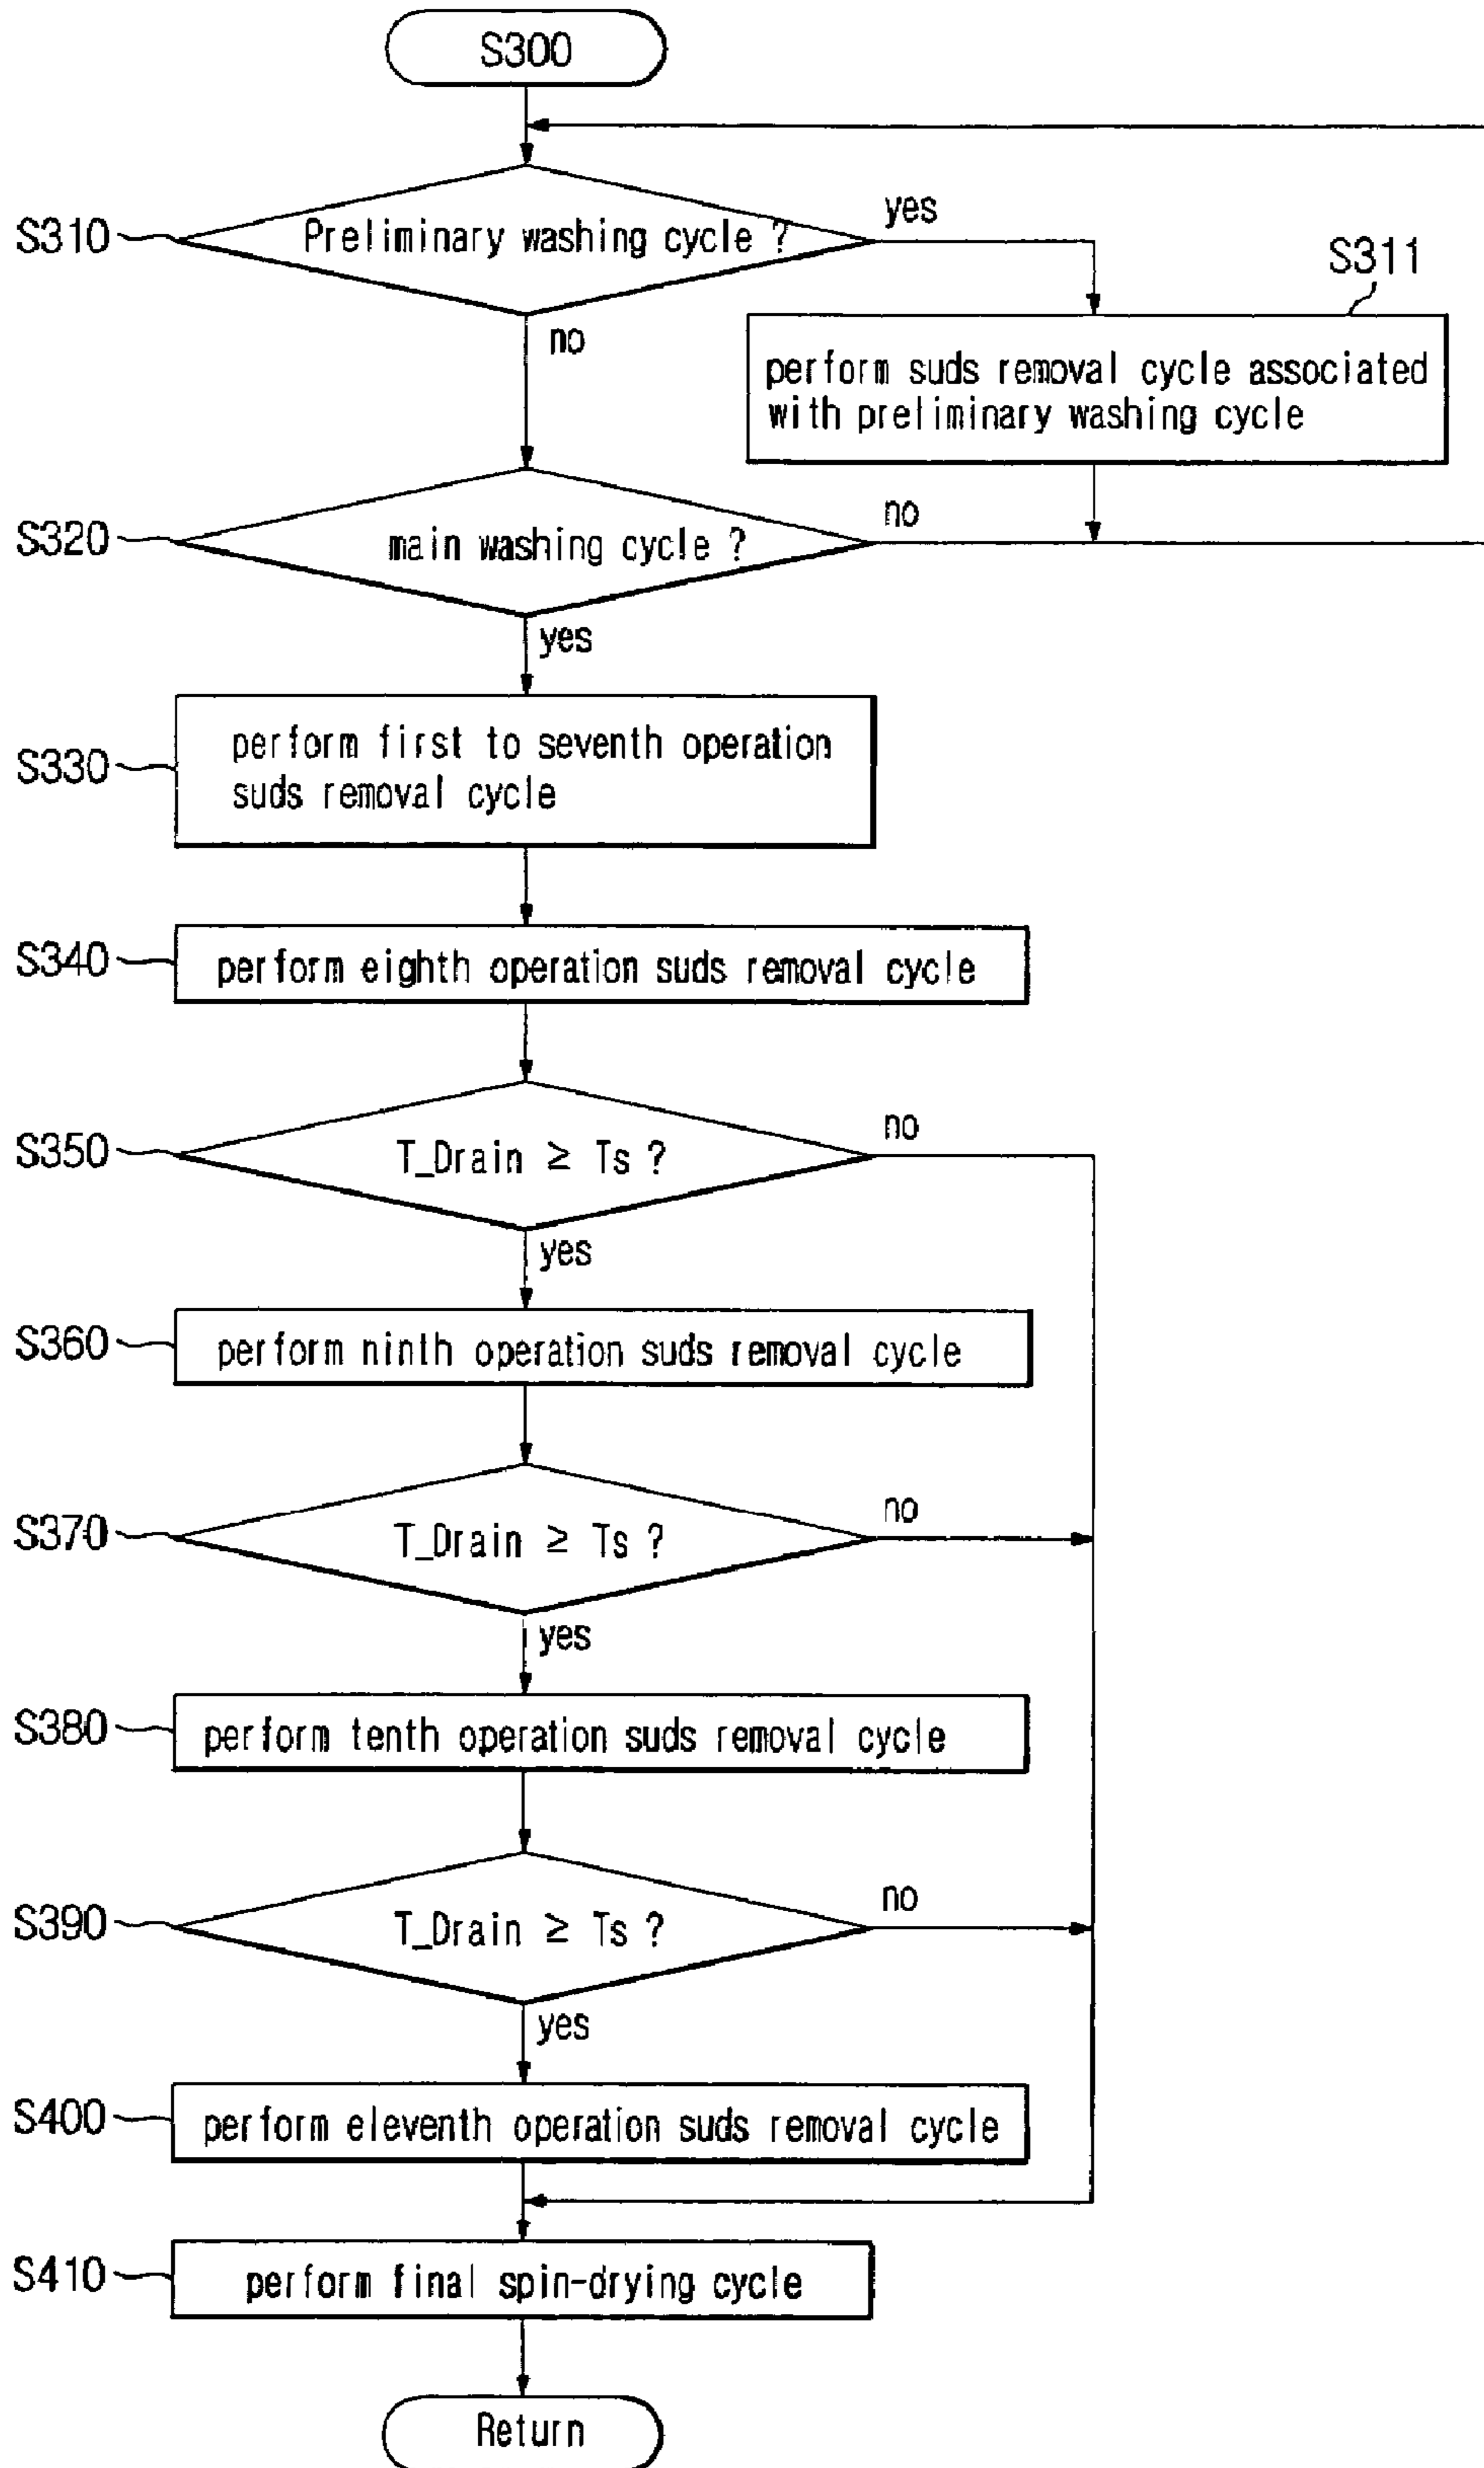 S300
S310
Preliminary washing cycle ?
yes
S311
no
perform suds removal cycle associated
with preliminary washing cycle
S320
main washing cycle ?
no
yes
S330
perform first to seventh operation
suds removal cycle
S340
perform eighth operation suds removal cycle
S350
T_Drain ≥ Ts ?
no
yes
S360
perform ninth operation suds removal cycle
S370
T_Drain ≥ Ts ?
no
yes
S380
perform tenth operation suds removal cycle
S390
T_Drain ≥ Ts ?
no
yes
S400
perform eleventh operation suds removal cycle
S410
perform final spin-drying cycle
Return